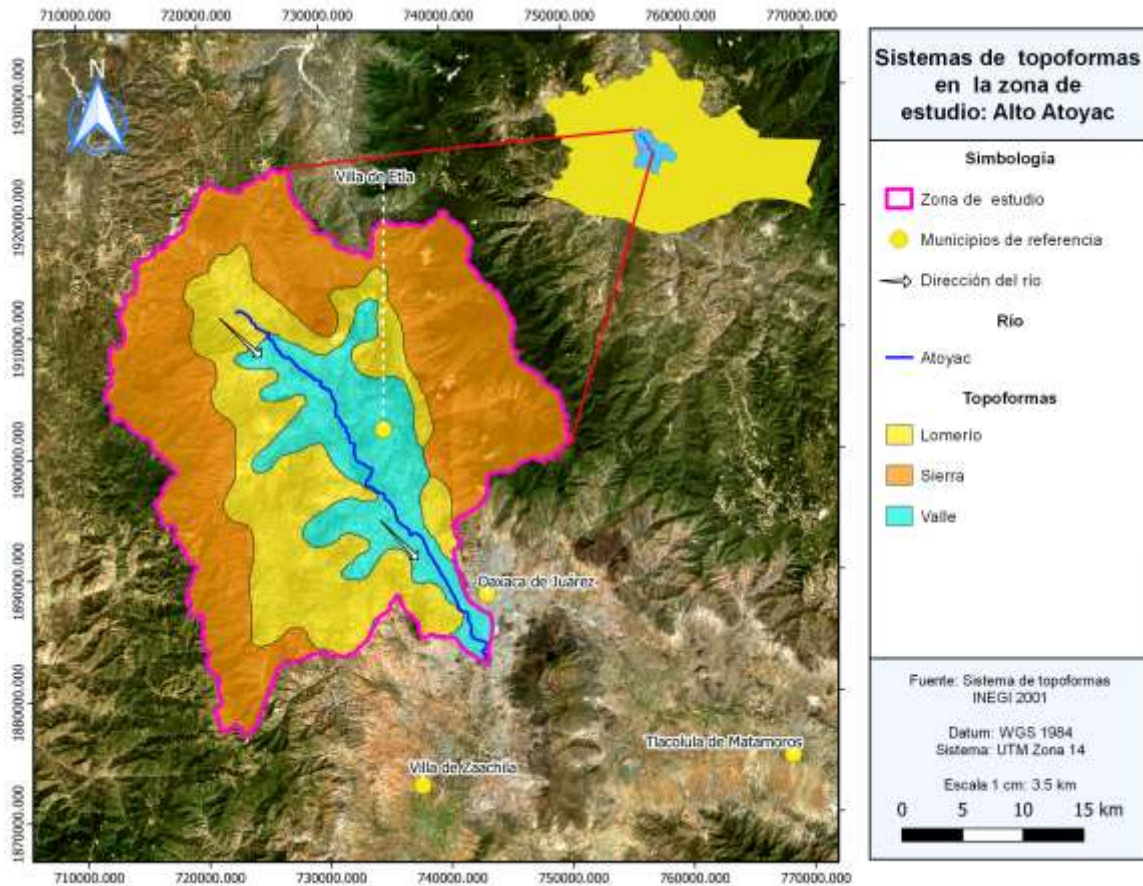 710000.000 720000.000 730000.000 740000.000 750000.000 760000.000 770000.000
1930000.000
1920000.000
1910000.000
1900000.000
1890000.000
1880000.000
1870000.000
N
Villa de Etla
Oaxaca de Juárez
Tlacolula de Matamoros
Villa de Zaachila
710000.000 720000.000 730000.000 740000.000 750000.000 760000.000 770000.000
Sistemas de topoformas
en la zona de
estudio: Alto Atoyac
Simbología
Zona de estudio
Municipios de referencia
Dirección del río
Río
Atoyac
Topoformas
Lomerío
Sierra
Valle
Fuente: Sistema de topoformas
INEGI 2001
Datum: WGS 1984
Sistema: UTM Zona 14
Escala 1 cm: 3.5 km
0 5 10 15 km